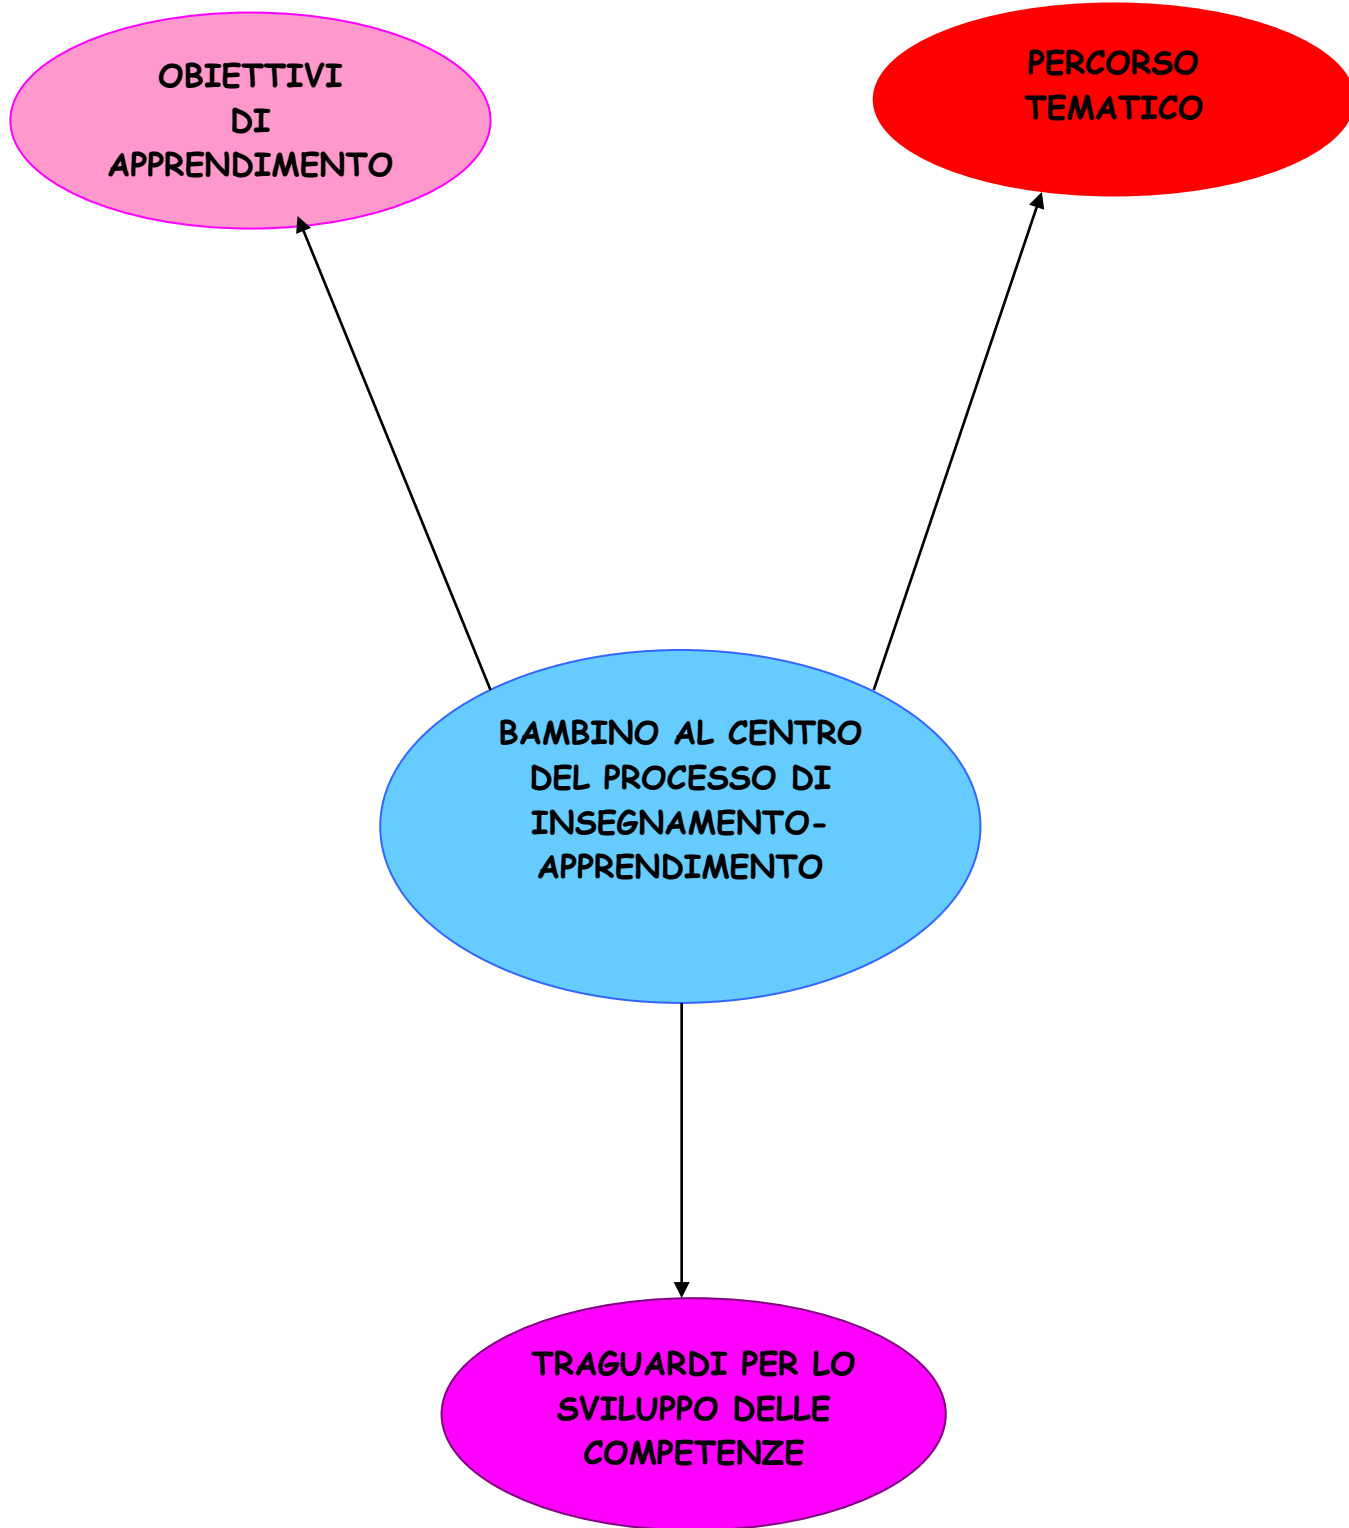 OBIETTIVI
DI
APPRENDIMENTO
PERCORSO
TEMATICO
BAMBINO AL CENTRO
DEL PROCESSO DI
INSEGNAMENTO-
APPRENDIMENTO
TRAGUARDI PER LO
SVILUPPO DELLE
COMPETENZE